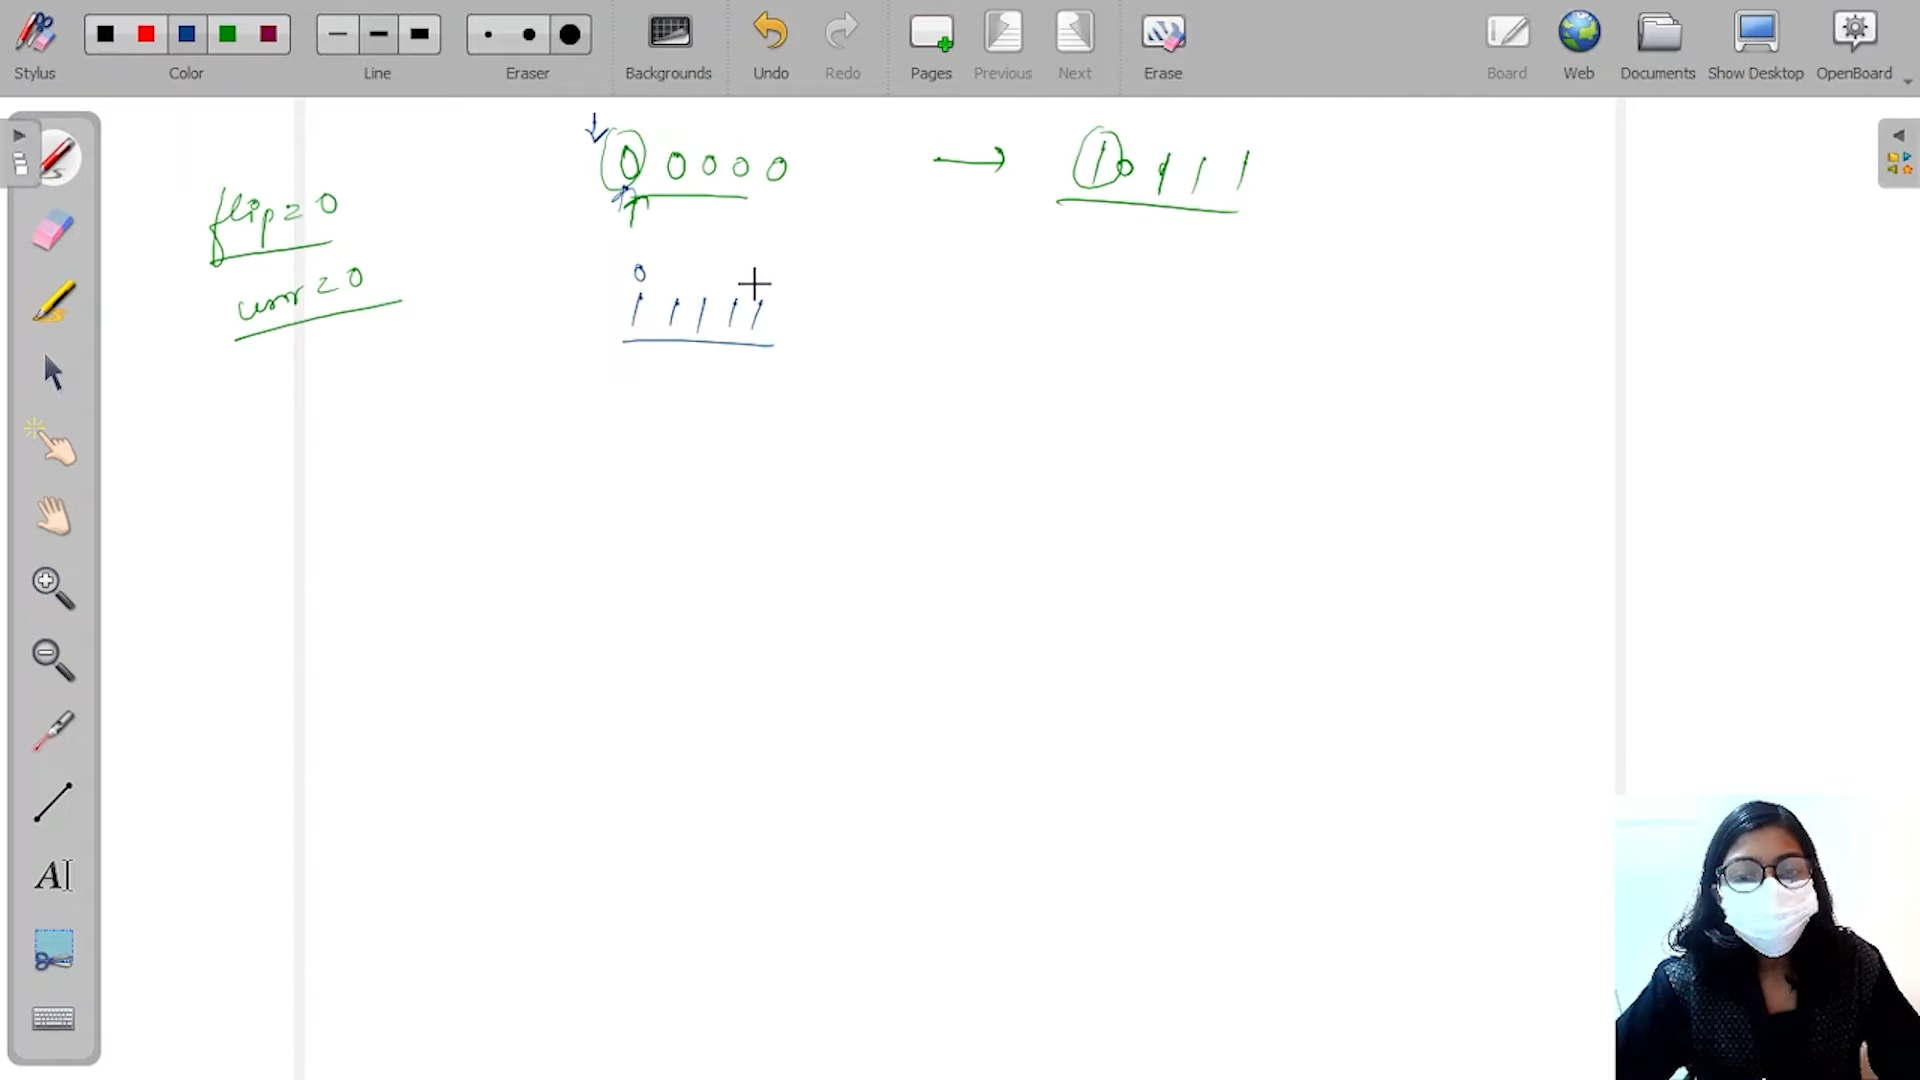 Stylus
Color
Line
Eraser
Backgrounds
Undo
Redo
Pages
Previous
Next
Erase
Board
Web
Documents
Show Desktop
OpenBoard
0 0 0 0 0 → 1 0 1 1 1
flip = 0
curr = 0
0
1 1 1 1 1
A